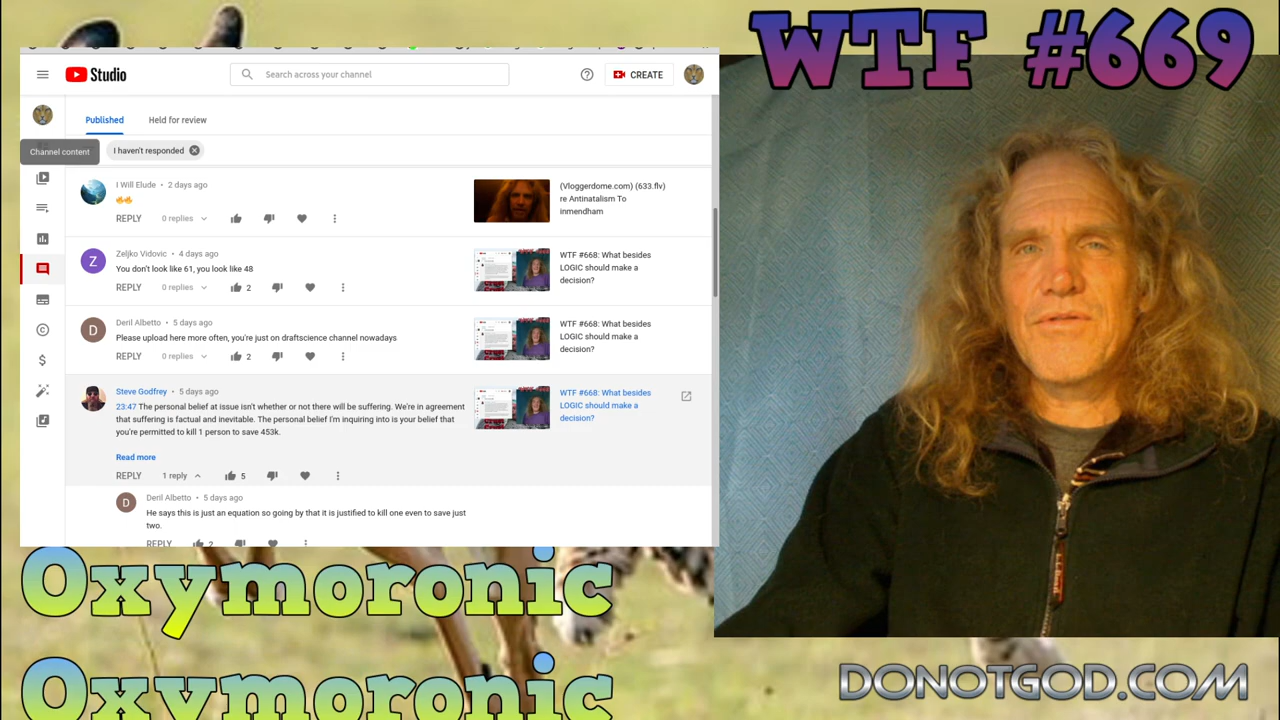 WTF #669
Studio
Search across your channel
CREATE
Published
Held for review
Channel content
I haven't responded
I Will Elude • 2 days ago
REPLY 0 replies
(Vloggerdome.com) (633.flv)
re Antinatalism To
inmendham
Z
Zeljko Vidovic • 4 days ago
You don't look like 61, you look like 48
REPLY 0 replies 2
WTF #668: What besides
LOGIC should make a
decision?
D
Deril Albetto • 5 days ago
Please upload here more often, you're just on draftscience channel nowadays
REPLY 0 replies 2
WTF #668: What besides
LOGIC should make a
decision?
Steve Godfrey • 5 days ago
23:47 The personal belief at issue isn't whether or not there will be suffering. We're in agreement
that suffering is factual and inevitable. The personal belief I'm inquiring into is your belief that
you're permitted to kill 1 person to save 453k.
Read more
REPLY 1 reply 5
WTF #668: What besides
LOGIC should make a
decision?
D
Deril Albetto • 5 days ago
He says this is just an equation so going by that it is justified to kill one even to save just
two.
REPLY 2
Oxymoronic
Oxymoronic
DONOTGOD.COM